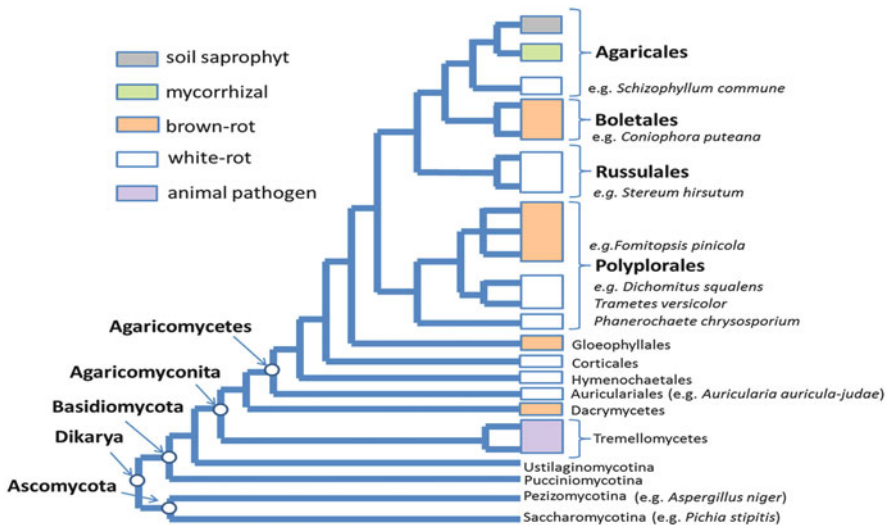 soil saprophyt
mycorrhizal
brown-rot
white-rot
animal pathogen
Agaricales
e.g. Schizophyllum commune
Boletales
e.g. Coniophora puteana
Russulales
e.g. Stereum hirsutum
e.g.Fomitopsis pinicola
Polyplorales
e.g. Dichomitus squalens
Trametes versicolor
Phanerochaete chrysosporium
Gloeophyllales
Corticales
Hymenochaetales
Auriculariales (e.g. Auricularia auricula-judae)
Dacrymycetes
Tremellomycetes
Ustilaginomycotina
Pucciniomycotina
Pezizomycotina (e.g. Aspergillus niger)
Saccharomycotina (e.g. Pichia stipitis)
Agaricomycetes
Agaricomyconita
Basidiomycota
Dikarya
Ascomycota